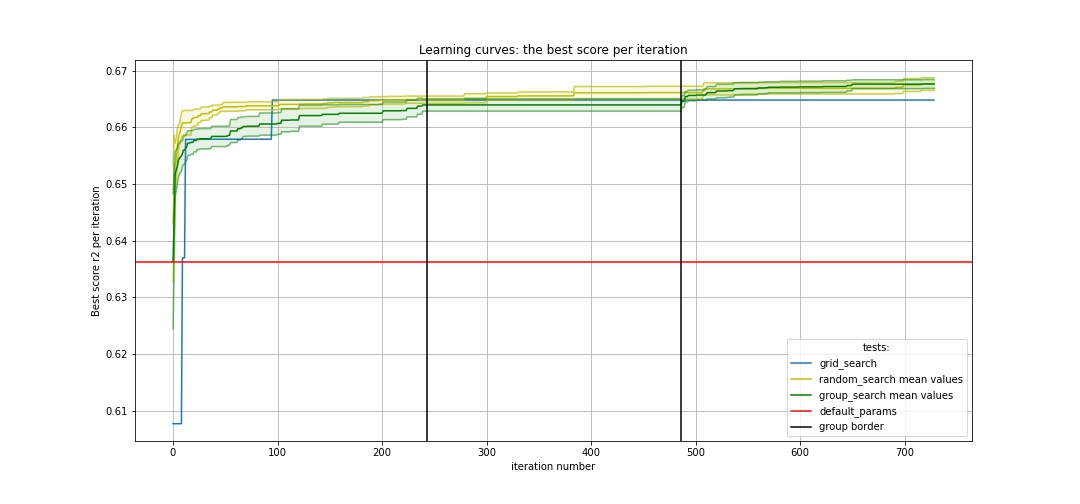 Learning curves: the best score per iteration
Best score r2 per iteration
0.67
0.66
0.65
0.64
0.63
0.62
0.61
0 100 200 300 400 500 600 700
iteration number
tests:
grid_search
random_search mean values
group_search mean values
default_params
group border